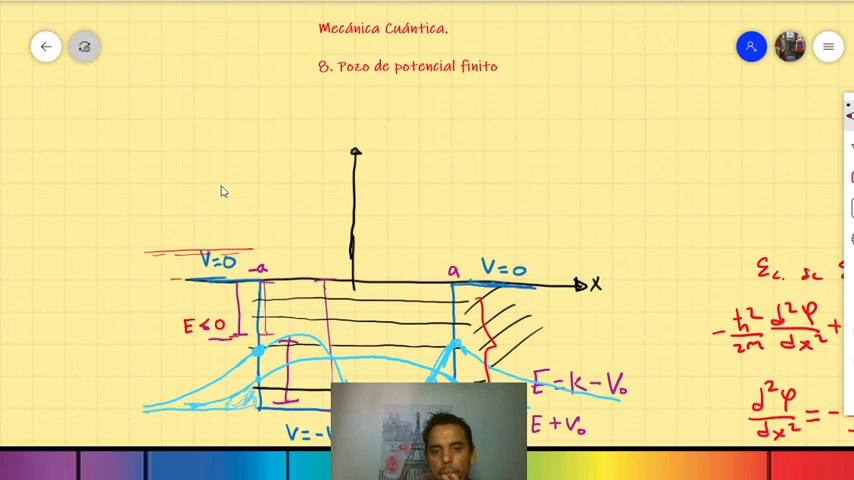 Mecánica Cuántica.
8. Pozo de potencial finito
V=0
-a
a
V=0
X
E<0
E=k-V₀
E+V₀
V=-V
Ec. de
-ħ²/2m d²φ/dx² +
d²φ/dx² = -